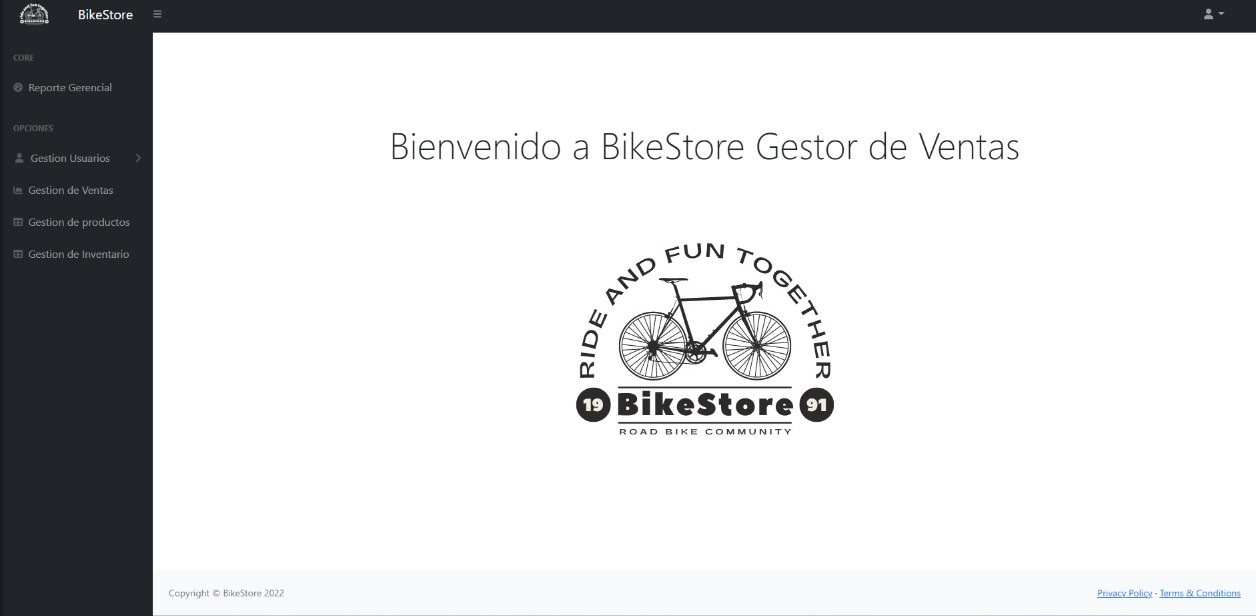 BikeStore
CORE
Reporte Gerencial
OPCIONES
Gestion Usuarios
Gestion de Ventas
Gestion de productos
Gestion de Inventario
Bienvenido a BikeStore Gestor de Ventas
RIDE AND FUN TOGETHER
19 BikeStore 91
ROAD BIKE COMMUNITY
Copyright © BikeStore 2022
Privacy Policy · Terms & Conditions